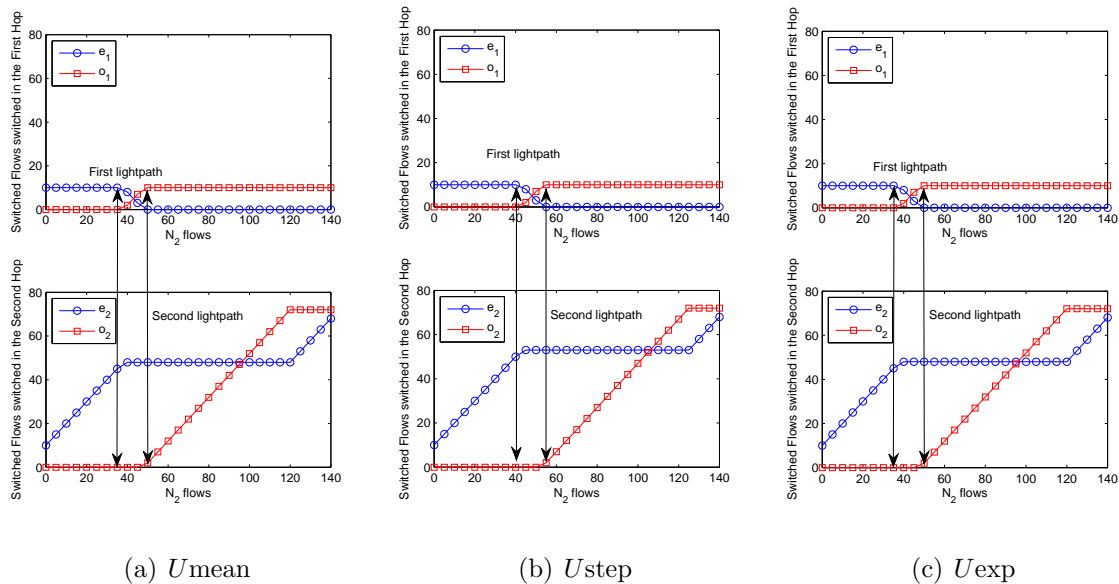 Switched Flows switched in the First Hop
80
60
40
20
0
e1
o1
First lightpath
0 20 40 60 80 100 120 140
N2 flows
Switched Flows switched in the Second Hop
80
60
40
20
0
e2
o2
Second lightpath
0 20 40 60 80 100 120 140
N2 flows
(a) Umean
Switched Flows switched in the First Hop
80
60
40
20
0
e1
o1
First lightpath
0 20 40 60 80 100 120 140
N2 flows
Switched Flows switched in the Second Hop
80
60
40
20
0
e2
o2
Second lightpath
0 20 40 60 80 100 120 140
N2 flows
(b) Ustep
Switched Flows switched in the First Hop
80
60
40
20
0
e1
o1
First lightpath
0 20 40 60 80 100 120 140
N2 flows
Switched Flows switched in the Second Hop
80
60
40
20
0
e2
o2
Second lightpath
0 20 40 60 80 100 120 140
N2 flows
(c) Uexp